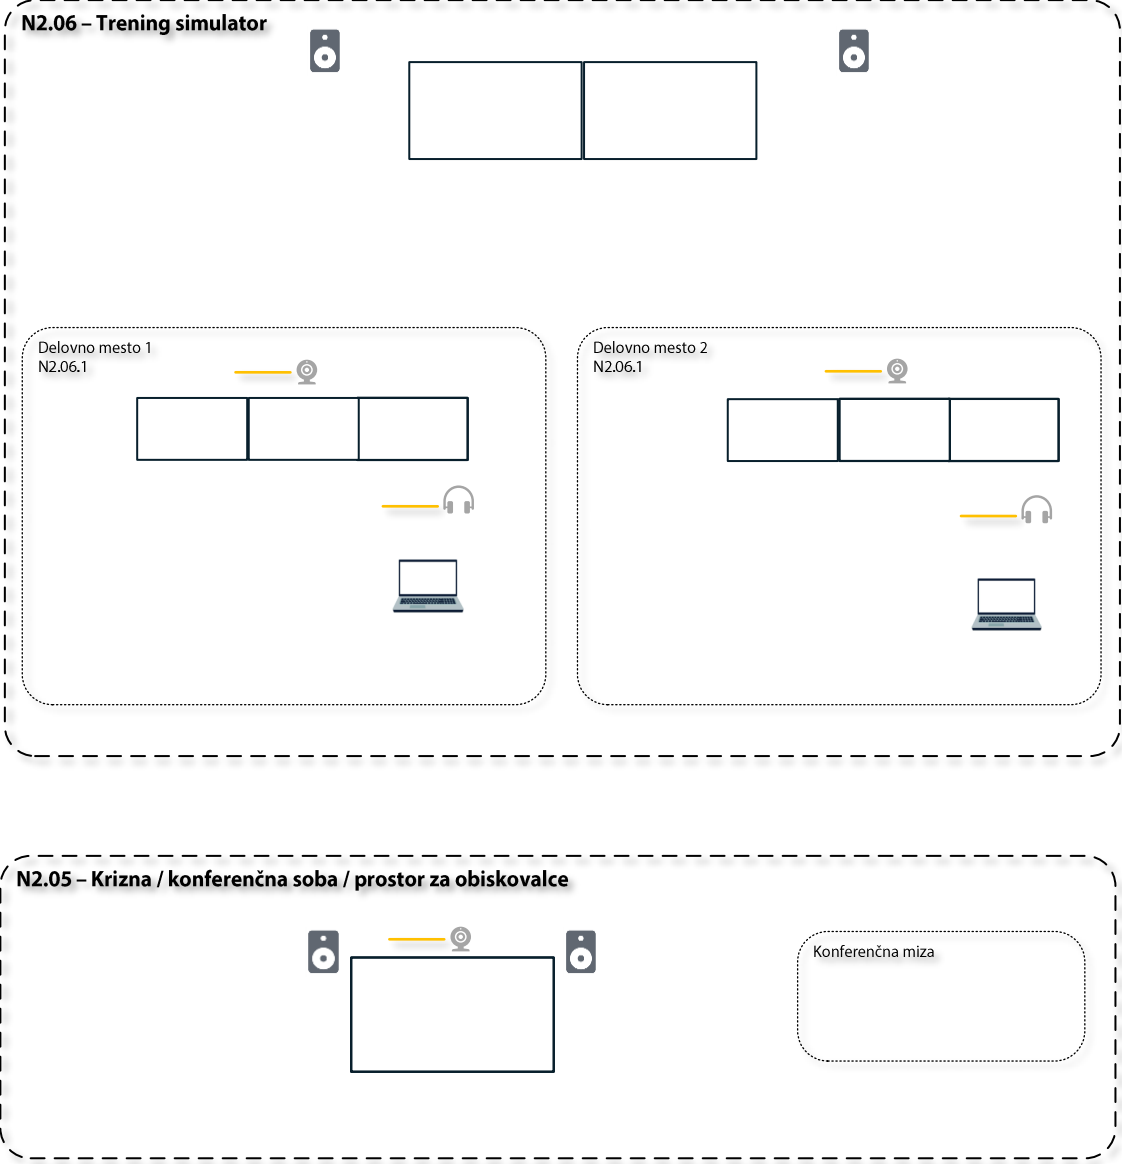 N2.06 – Trening simulator
Delovno mesto 1
N2.06.1
Delovno mesto 2
N2.06.1
N2.05 – Krizna / konferenčna soba / prostor za obiskovalce
Konferenčna miza